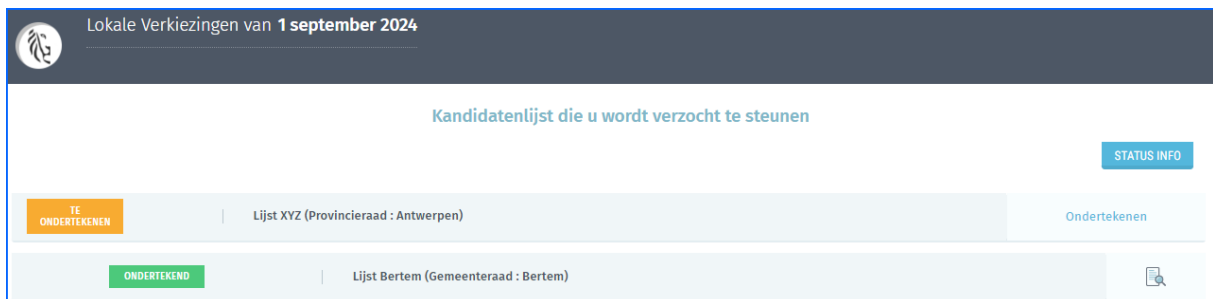 Lokale Verkiezingen van 1 september 2024
Kandidatenlijst die u wordt verzocht te steunen
STATUS INFO
TE
ONDERTEKENEN
Lijst XYZ (Provincieraad : Antwerpen)
Ondertekenen
ONDERTEKEND
Lijst Bertem (Gemeenteraad : Bertem)